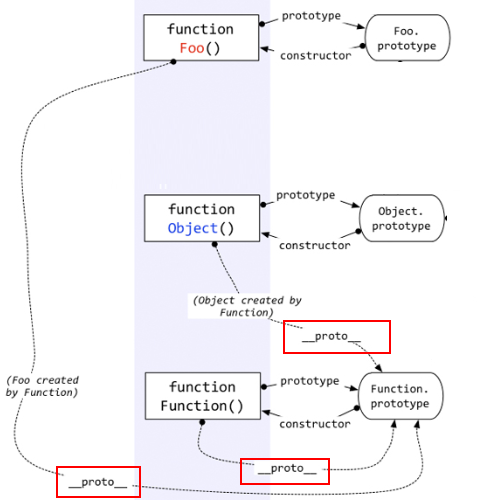 function
Foo()
prototype
constructor
Foo.
prototype
function
Object()
prototype
constructor
Object.
prototype
(Object created by
Function)
__proto__
(Foo created
by Function)
function
Function()
prototype
constructor
Function.
prototype
__proto__
__proto__